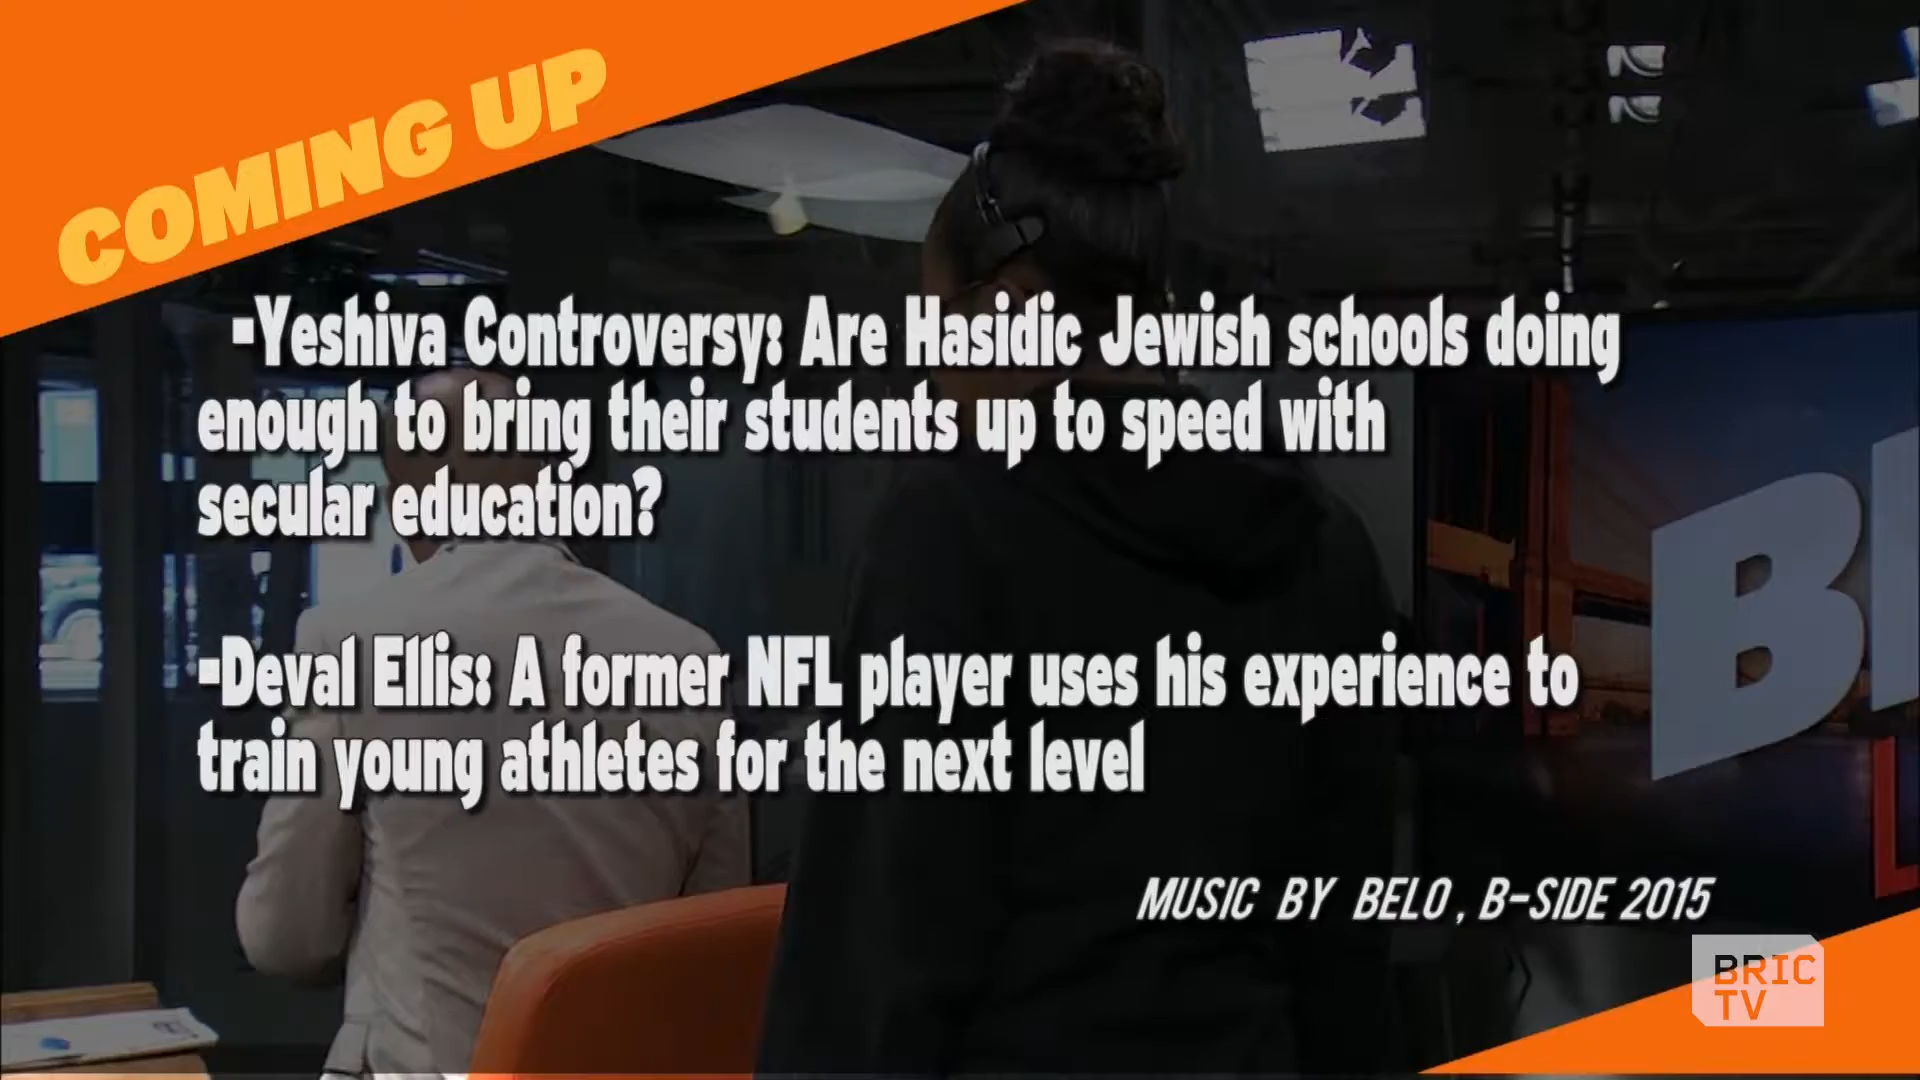 COMING UP
-Yeshiva Controversy: Are Hasidic Jewish schools doing
enough to bring their students up to speed with
secular education?
-Deval Ellis: A former NFL player uses his experience to
train young athletes for the next level
MUSIC BY BELO, B-SIDE 2015
BRIC
TV